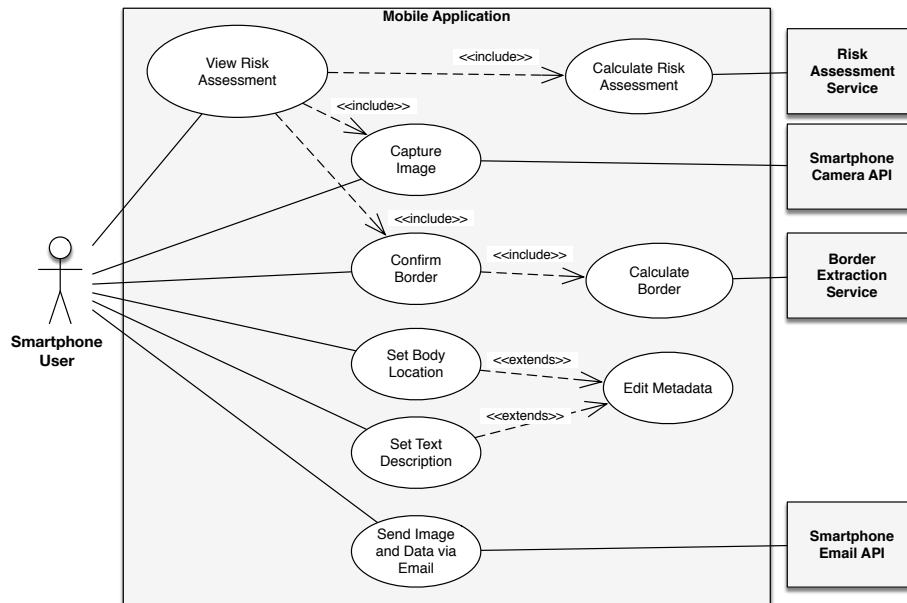 Mobile Application
View Risk
Assessment
<<include>>
Calculate Risk
Assessment
Risk
Assessment
Service
<<include>>
Capture
Image
Smartphone
Camera API
<<include>>
Confirm
Border
<<include>>
Calculate
Border
Border
Extraction
Service
Smartphone
User
Set Body
Location
<<extends>>
Edit Metadata
<<extends>>
Set Text
Description
Send Image
and Data via
Email
Smartphone
Email API